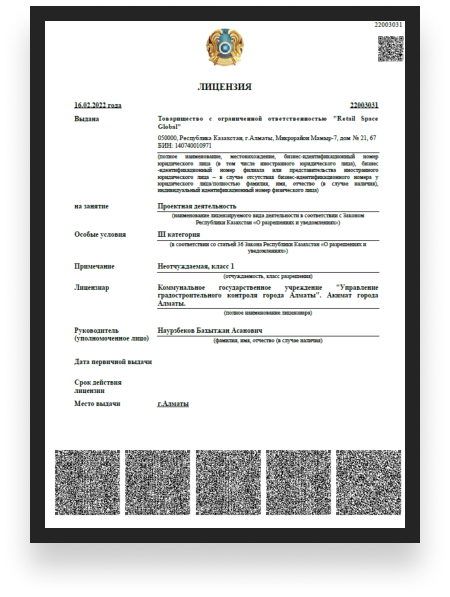 22003031
ЛИЦЕНЗИЯ
16.02.2022 года 22003031
Выдана Товарищество с ограниченной ответственностью "Retail Space
Global"
050000, Республика Казахстан, г.Алматы, Микрорайон Мамыр-7, дом № 21, 67
БИН: 140740010971
(полное наименование, местонахождение, бизнес-идентификационный номер
юридического лица (в том числе иностранного юридического лица), бизнес
-идентификационный номер филиала или представительства иностранного
юридического лица – в случае отсутствия бизнес-идентификационного номера у
юридического лица/полностью фамилия, имя, отчество (в случае наличия),
индивидуальный идентификационный номер физического лица)
на занятие Проектная деятельность
(наименование лицензируемого вида деятельности в соответствии с Законом
Республики Казахстан «О разрешениях и уведомлениях»)
Особые условия III категория
(в соответствии со статьей 36 Закона Республики Казахстан «О разрешениях и
уведомлениях»)
Примечание Неотчуждаемая, класс 1
(отчуждаемость, класс разрешения)
Лицензиар Коммунальное государственное учреждение "Управление
градостроительного контроля города Алматы". Акимат города
Алматы.
(полное наименование лицензиара)
Руководитель Наурзбеков Бахытжан Асанович
(уполномоченное лицо) (фамилия, имя, отчество (в случае наличия)
Дата первичной выдачи
Срок действия
лицензии
Место выдачи г.Алматы